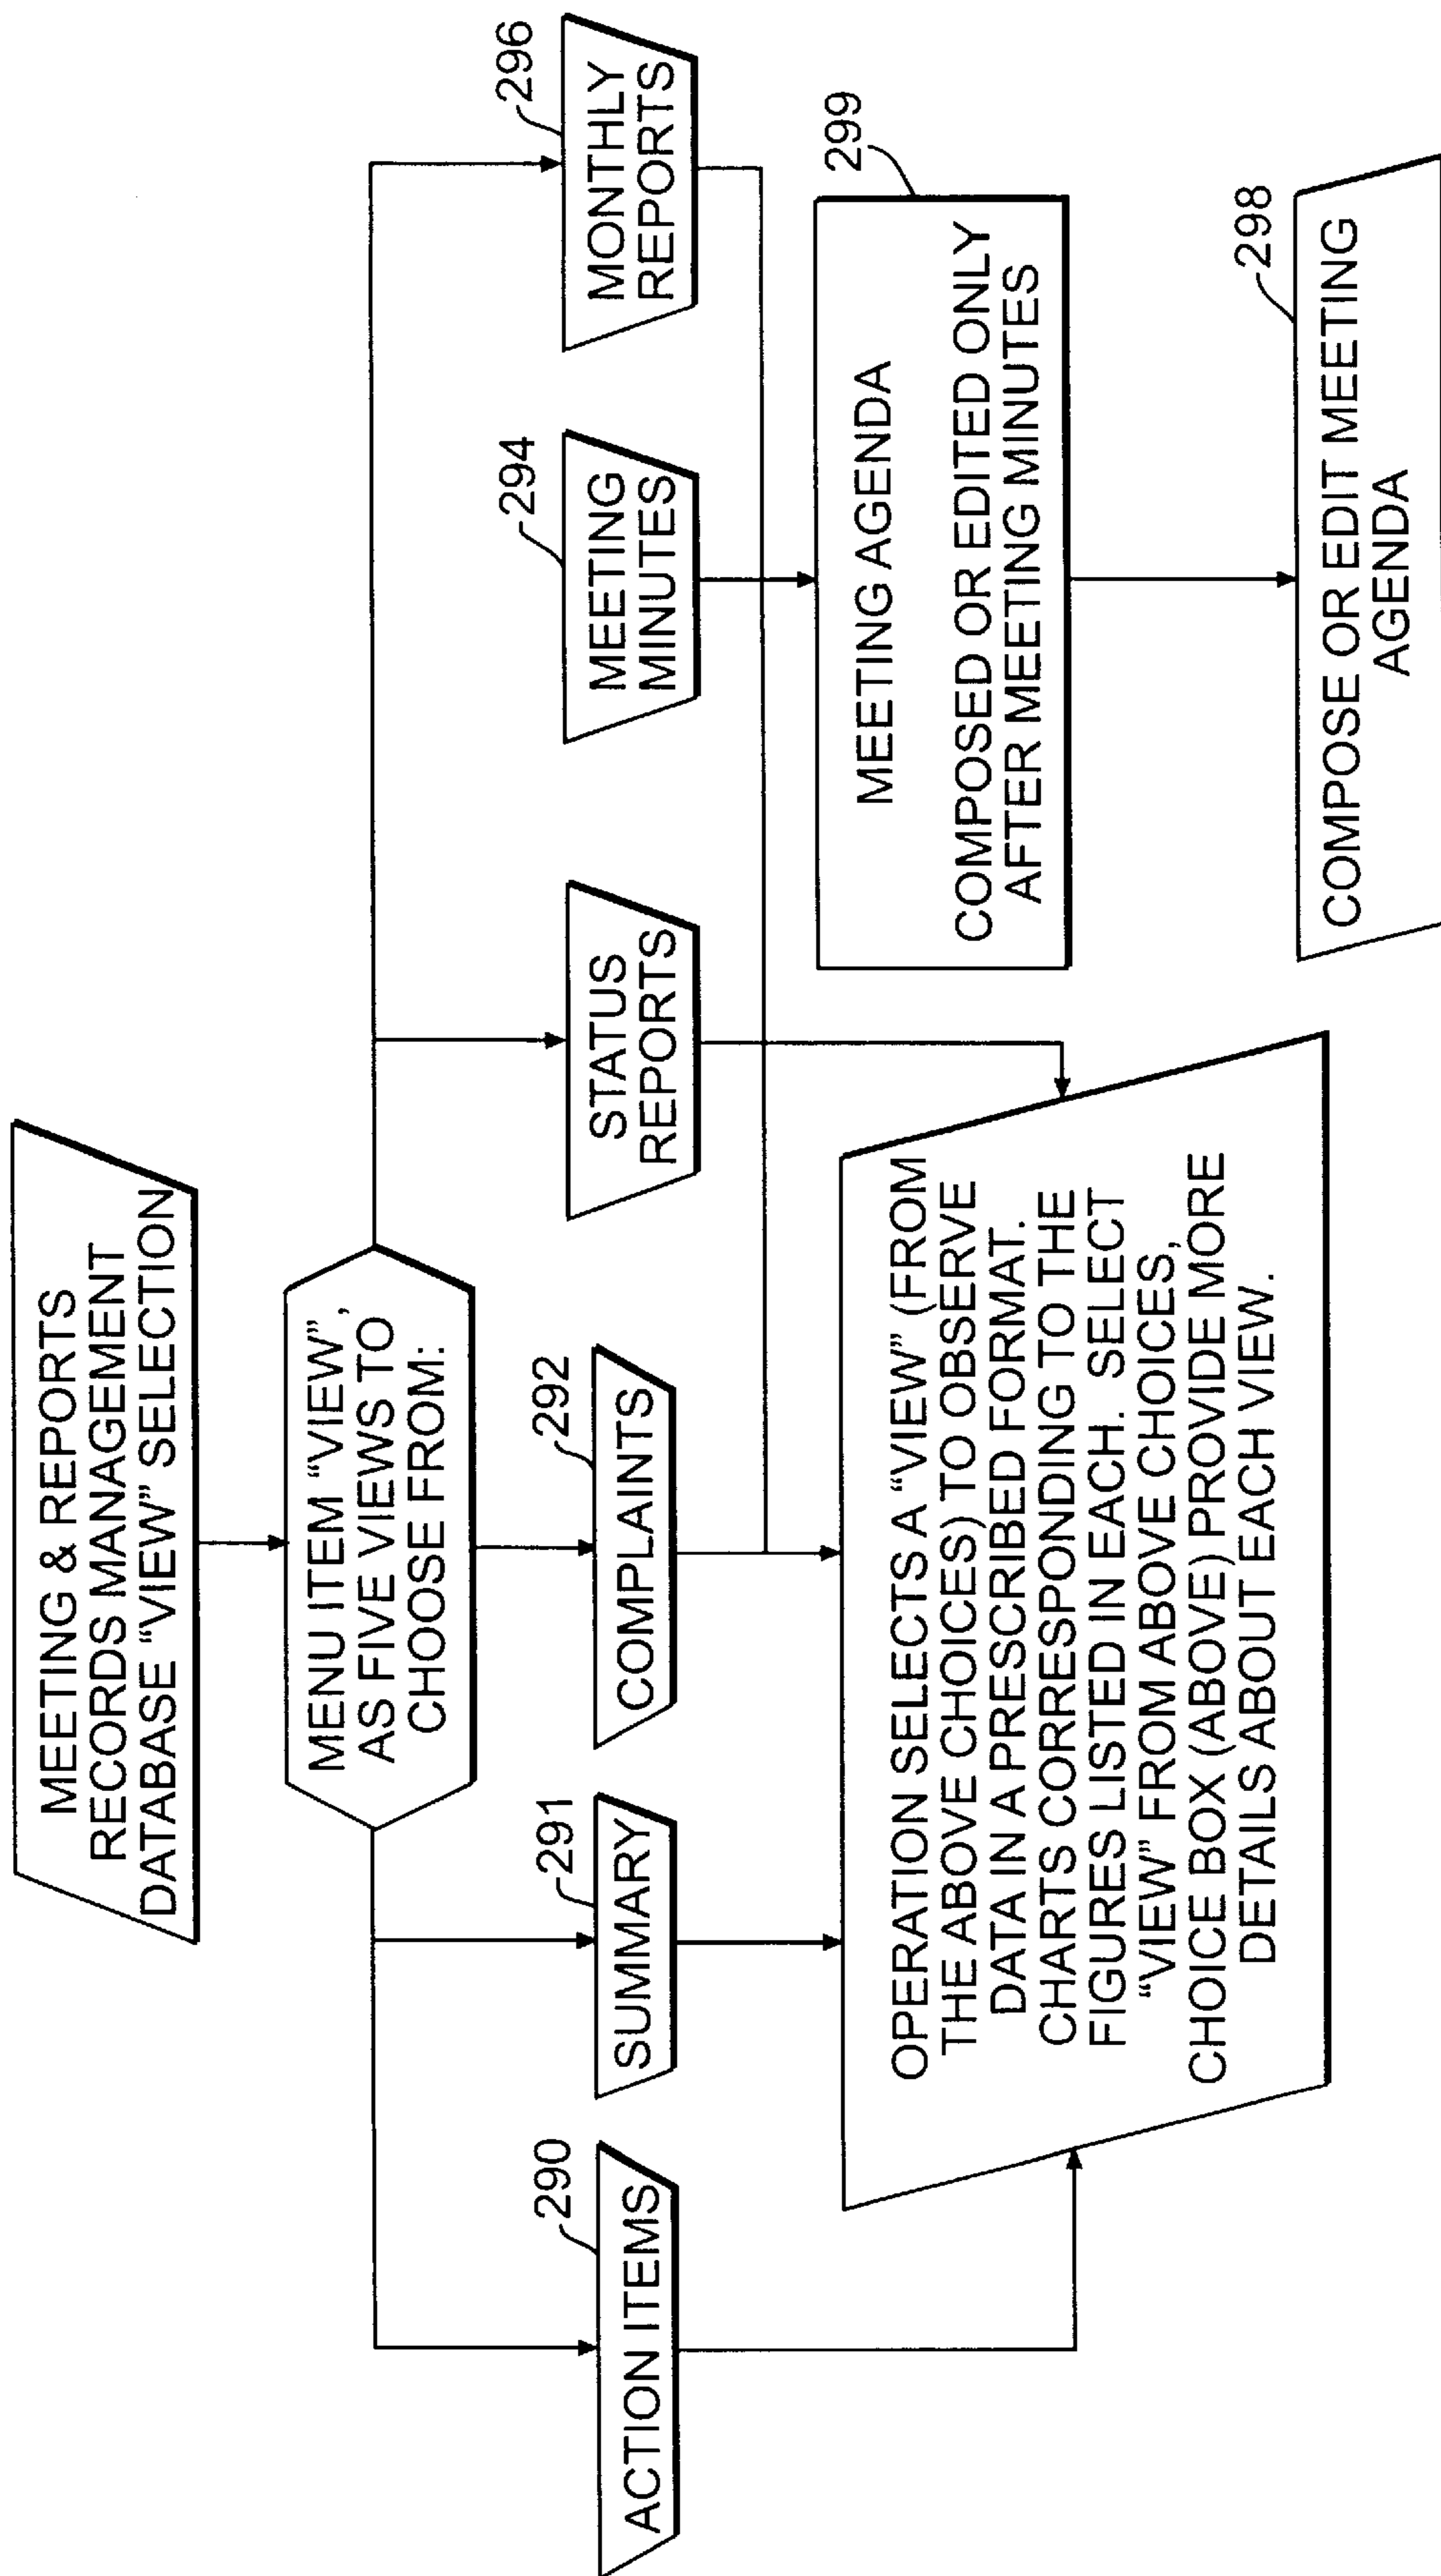 MEETING & REPORTS
RECORDS MANAGEMENT
DATABASE “VIEW” SELECTION
MENU ITEM “VIEW”,
AS FIVE VIEWS TO
CHOOSE FROM:
290
ACTION ITEMS
291
SUMMARY
292
COMPLAINTS
STATUS
REPORTS
294
MEETING
MINUTES
296
MONTHLY
REPORTS
OPERATION SELECTS A “VIEW” (FROM
THE ABOVE CHOICES) TO OBSERVE
DATA IN A PRESCRIBED FORMAT.
CHARTS CORRESPONDING TO THE
FIGURES LISTED IN EACH. SELECT
“VIEW” FROM ABOVE CHOICES,
CHOICE BOX (ABOVE) PROVIDE MORE
DETAILS ABOUT EACH VIEW.
299
MEETING AGENDA
COMPOSED OR EDITED ONLY
AFTER MEETING MINUTES
298
COMPOSE OR EDIT MEETING
AGENDA